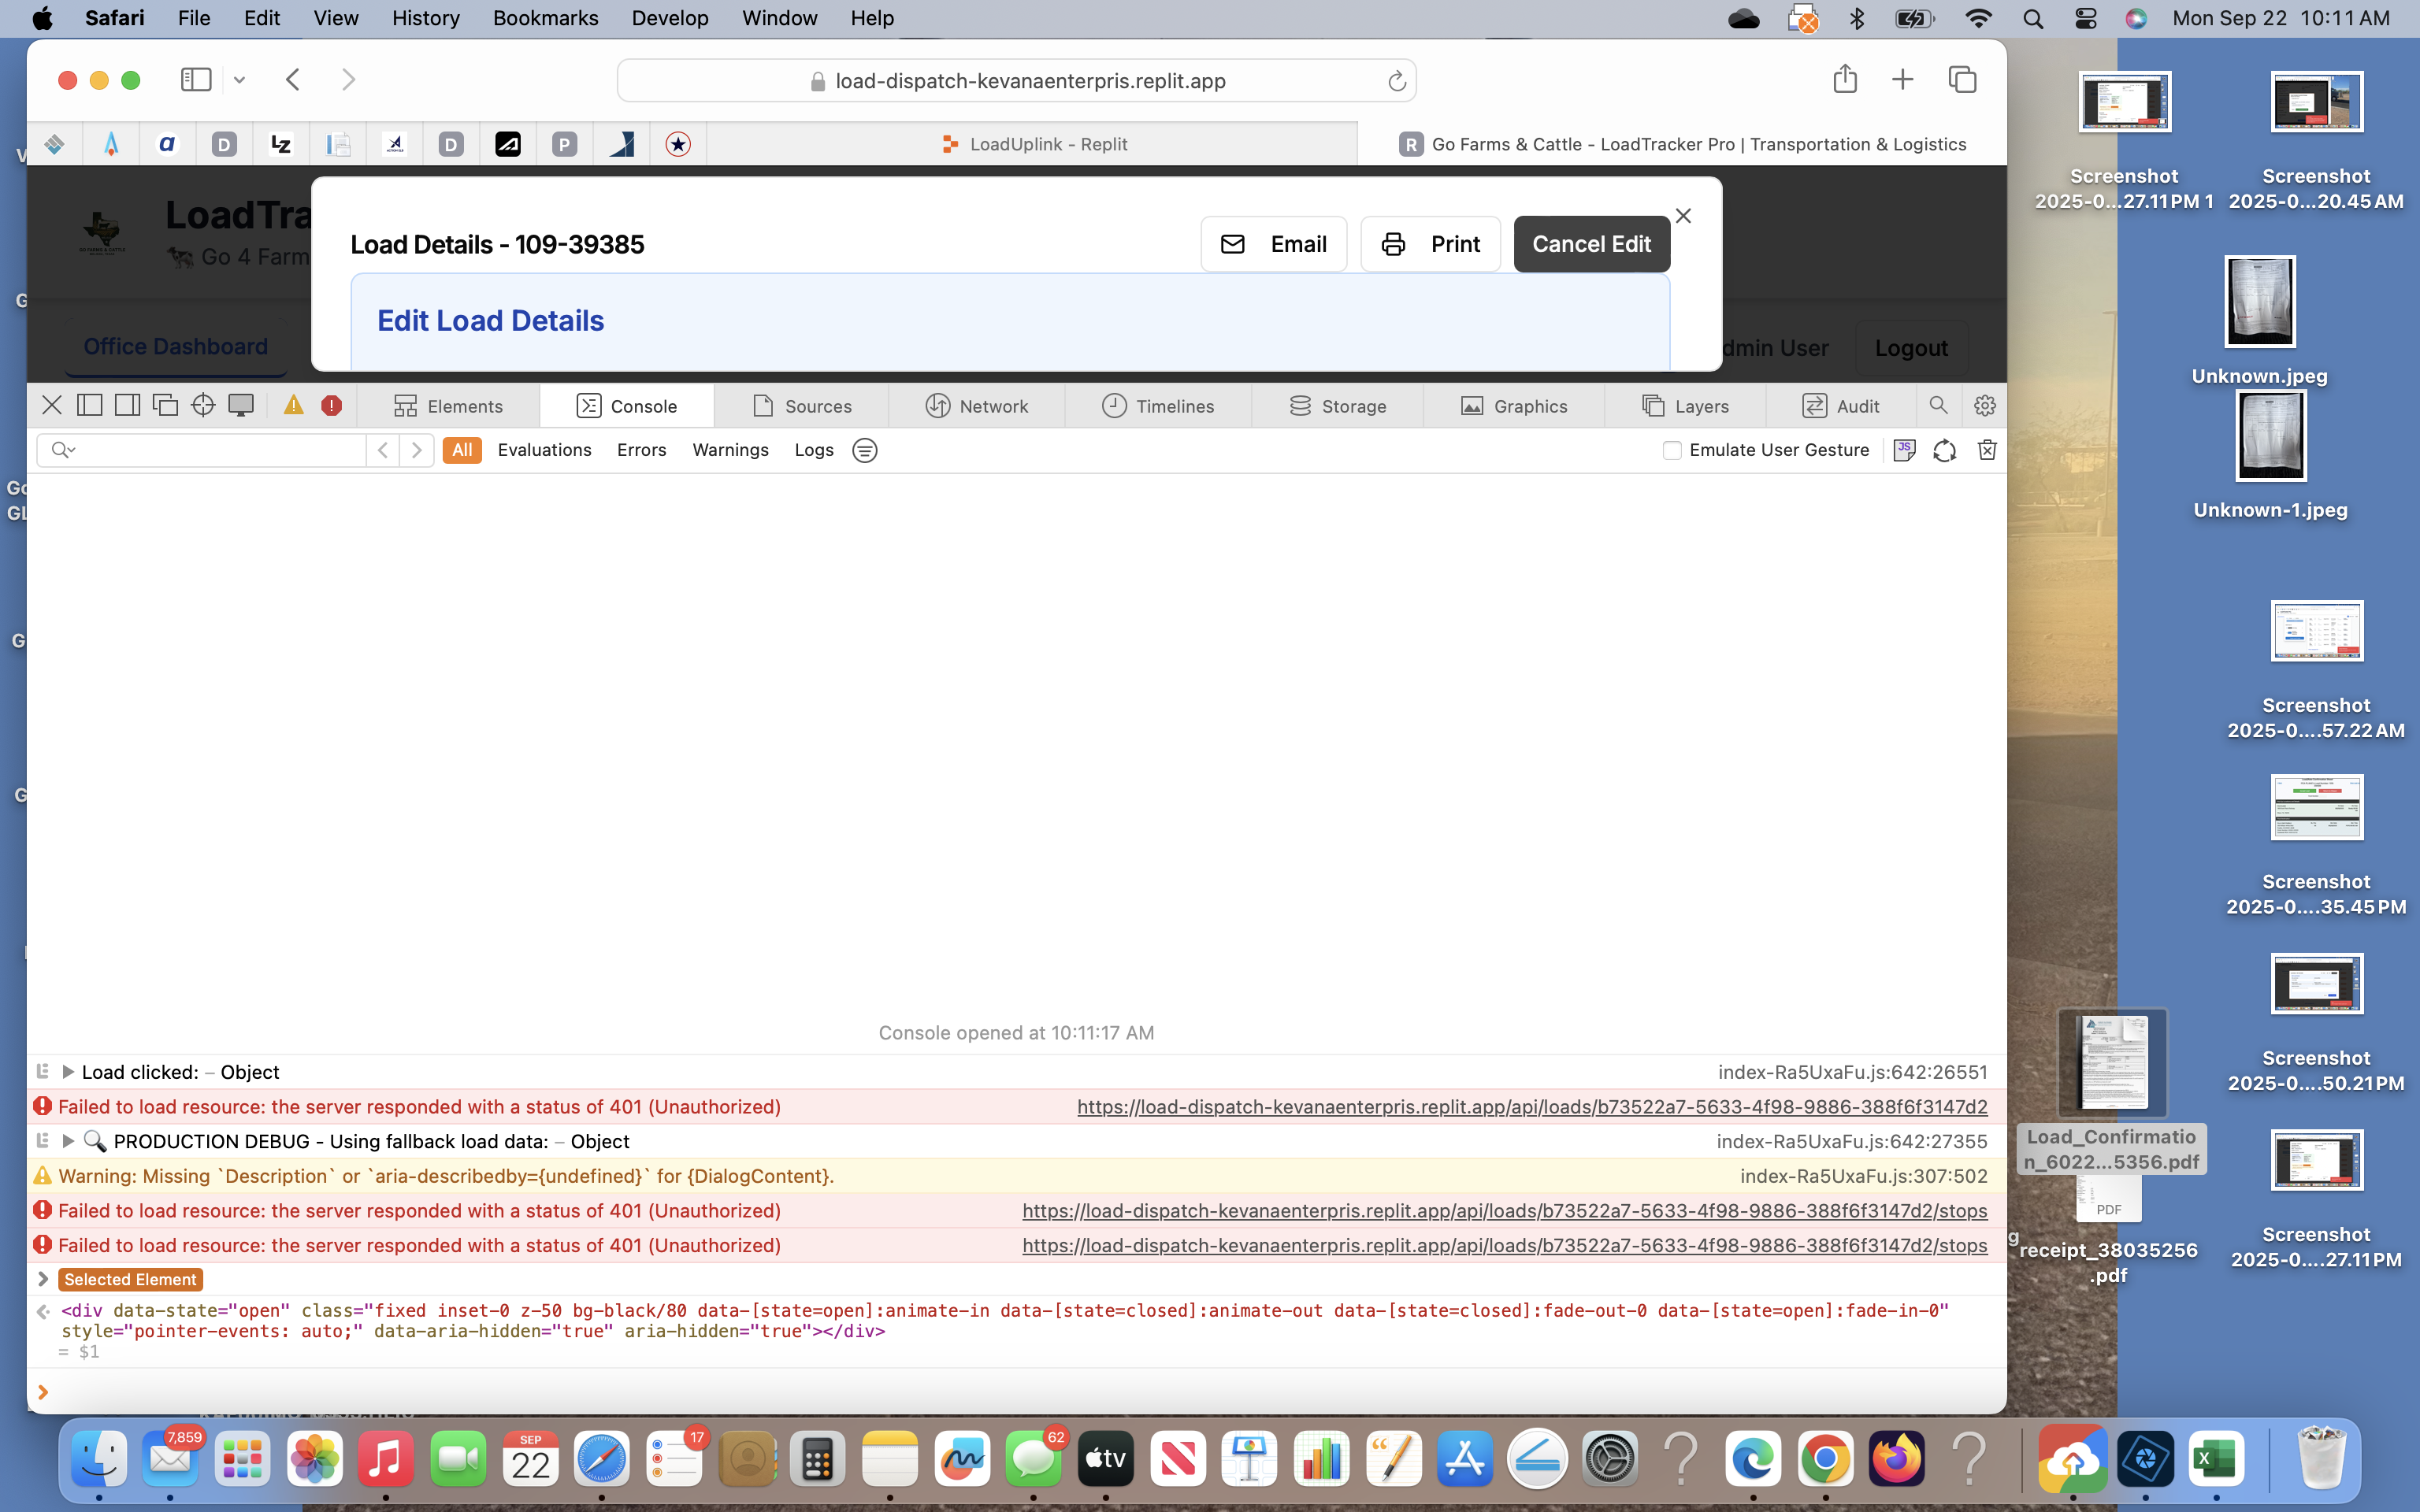 Safari File Edit View History Bookmarks Develop Window Help Mon Sep 22 10:11 AM
load-dispatch-kevanaenterpris.replit.app
a D LZ D P LoadUplink - Replit R Go Farms & Cattle - LoadTracker Pro | Transportation & Logistics
LoadTra
Go 4 Farm
Load Details - 109-39385 Email Print Cancel Edit
Edit Load Details
Office Dashboard dmin User Logout
Elements Console Sources Network Timelines Storage Graphics Layers Audit
All Evaluations Errors Warnings Logs Emulate User Gesture JS
Console opened at 10:11:17 AM
Load clicked: – Object index-Ra5UxaFu.js:642:26551
Failed to load resource: the server responded with a status of 401 (Unauthorized) https://load-dispatch-kevanaenterpris.replit.app/api/loads/b73522a7-5633-4f98-9886-388f6f3147d2
PRODUCTION DEBUG - Using fallback load data: – Object index-Ra5UxaFu.js:642:27355
Warning: Missing `Description` or `aria-describedby={undefined}` for {DialogContent}. index-Ra5UxaFu.js:307:502
Failed to load resource: the server responded with a status of 401 (Unauthorized) https://load-dispatch-kevanaenterpris.replit.app/api/loads/b73522a7-5633-4f98-9886-388f6f3147d2/stops
Failed to load resource: the server responded with a status of 401 (Unauthorized) https://load-dispatch-kevanaenterpris.replit.app/api/loads/b73522a7-5633-4f98-9886-388f6f3147d2/stops
Selected Element
<div data-state="open" class="fixed inset-0 z-50 bg-black/80 data-[state=open]:animate-in data-[state=closed]:animate-out data-[state=closed]:fade-out-0 data-[state=open]:fade-in-0"
style="pointer-events: auto;" data-aria-hidden="true" aria-hidden="true"></div>
= $1
Screenshot
2025-0...27.11 PM 1
Screenshot
2025-0...20.45 AM
Unknown.jpeg
Unknown-1.jpeg
Screenshot
2025-0....57.22 AM
Screenshot
2025-0....35.45 PM
Screenshot
2025-0....50.21 PM
Load_Confirmatio
n_6022...5356.pdf
PDF
receipt_38035256
.pdf
Screenshot
2025-0....27.11 PM
7,859 SEP 22 17 62 tv